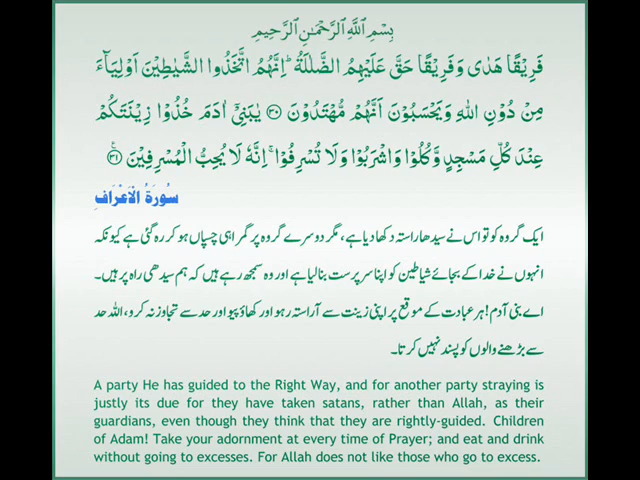 بِسْمِ اللّٰهِ الرَّحْمٰنِ الرَّحِيْمِ
فَرِيْقًا هَدٰى وَفَرِيْقًا حَقَّ عَلَيْهِمُ الضَّلٰلَةُ ؕ اِنَّهُمُ اتَّخَذُوا الشَّيٰطِيْنَ اَوْلِيَآءَ
مِنْ دُوْنِ اللّٰهِ وَيَحْسَبُوْنَ اَنَّهُمْ مُّهْتَدُوْنَ ﴿۳۰﴾ يٰبَنِيْۤ اٰدَمَ خُذُوْا زِيْنَتَكُمْ
عِنْدَ كُلِّ مَسْجِدٍ وَّكُلُوْا وَاشْرَبُوْا وَلَا تُسْرِفُوْا ۚ اِنَّهٗ لَا يُحِبُّ الْمُسْرِفِيْنَ ﴿۳۱﴾
سُورَةُ الْاَعْرَافِ
ایک گروہ کو تو اس نے سیدھا راستہ دکھا دیا ہے، مگر دوسرے گروہ پر گمراہی چسپاں ہو کر رہ گئی ہے کیونکہ
انہوں نے خدا کے بجائے شیاطین کو اپنا سر پرست بنا لیا ہے اور وہ سمجھ رہے ہیں کہ ہم سیدھی راہ پر ہیں۔
اے بنی آدم! ہر عبادت کے موقع پر اپنی زینت سے آراستہ رہو اور کھاؤ پیو اور حد سے تجاوز نہ کرو، اللہ حد
سے بڑھنے والوں کو پسند نہیں کرتا۔
A party He has guided to the Right Way, and for another party straying is
justly its due for they have taken satans, rather than Allah, as their
guardians, even though they think that they are rightly-guided. Children
of Adam! Take your adornment at every time of Prayer; and eat and drink
without going to excesses. For Allah does not like those who go to excess.